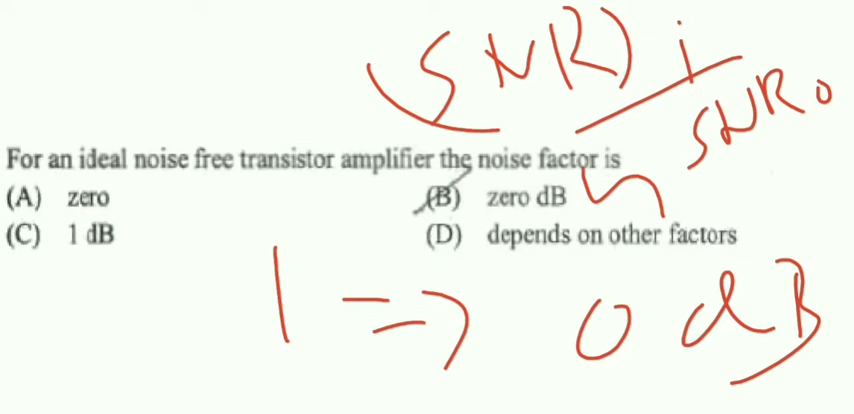 (SNR)i
SNRo
For an ideal noise free transistor amplifier the noise factor is
(A) zero
(B) zero dB
(C) 1 dB
(D) depends on other factors
1 => 0 dB